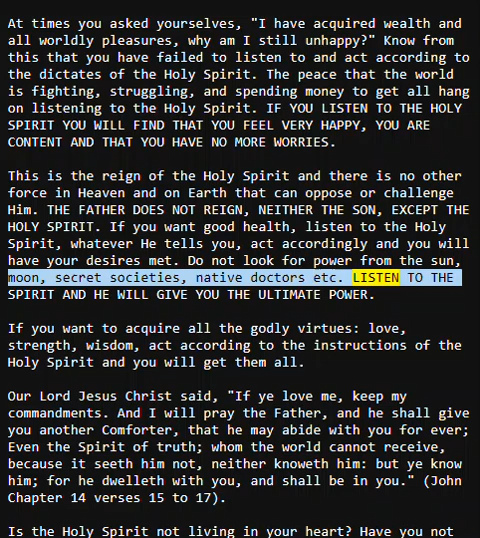 At times you asked yourselves, "I have acquired wealth and
all worldly pleasures, why am I still unhappy?" Know from
this that you have failed to listen to and act according to
the dictates of the Holy Spirit. The peace that the world
is fighting, struggling, and spending money to get all hang
on listening to the Holy Spirit. IF YOU LISTEN TO THE HOLY
SPIRIT YOU WILL FIND THAT YOU FEEL VERY HAPPY, YOU ARE
CONTENT AND THAT YOU HAVE NO MORE WORRIES.
This is the reign of the Holy Spirit and there is no other
force in Heaven and on Earth that can oppose or challenge
Him. THE FATHER DOES NOT REIGN, NEITHER THE SON, EXCEPT THE
HOLY SPIRIT. If you want good health, listen to the Holy
Spirit, whatever He tells you, act accordingly and you will
have your desires met. Do not look for power from the sun,
moon, secret societies, native doctors etc. LISTEN TO THE
SPIRIT AND HE WILL GIVE YOU THE ULTIMATE POWER.
If you want to acquire all the godly virtues: love,
strength, wisdom, act according to the instructions of the
Holy Spirit and you will get them all.
Our Lord Jesus Christ said, "If ye love me, keep my
commandments. And I will pray the Father, and he shall give
you another Comforter, that he may abide with you for ever;
Even the Spirit of truth; whom the world cannot receive,
because it seeth him not, neither knoweth him: but ye know
him; for he dwelleth with you, and shall be in you." (John
Chapter 14 verses 15 to 17).
Is the Holy Spirit not living in your heart? Have you not